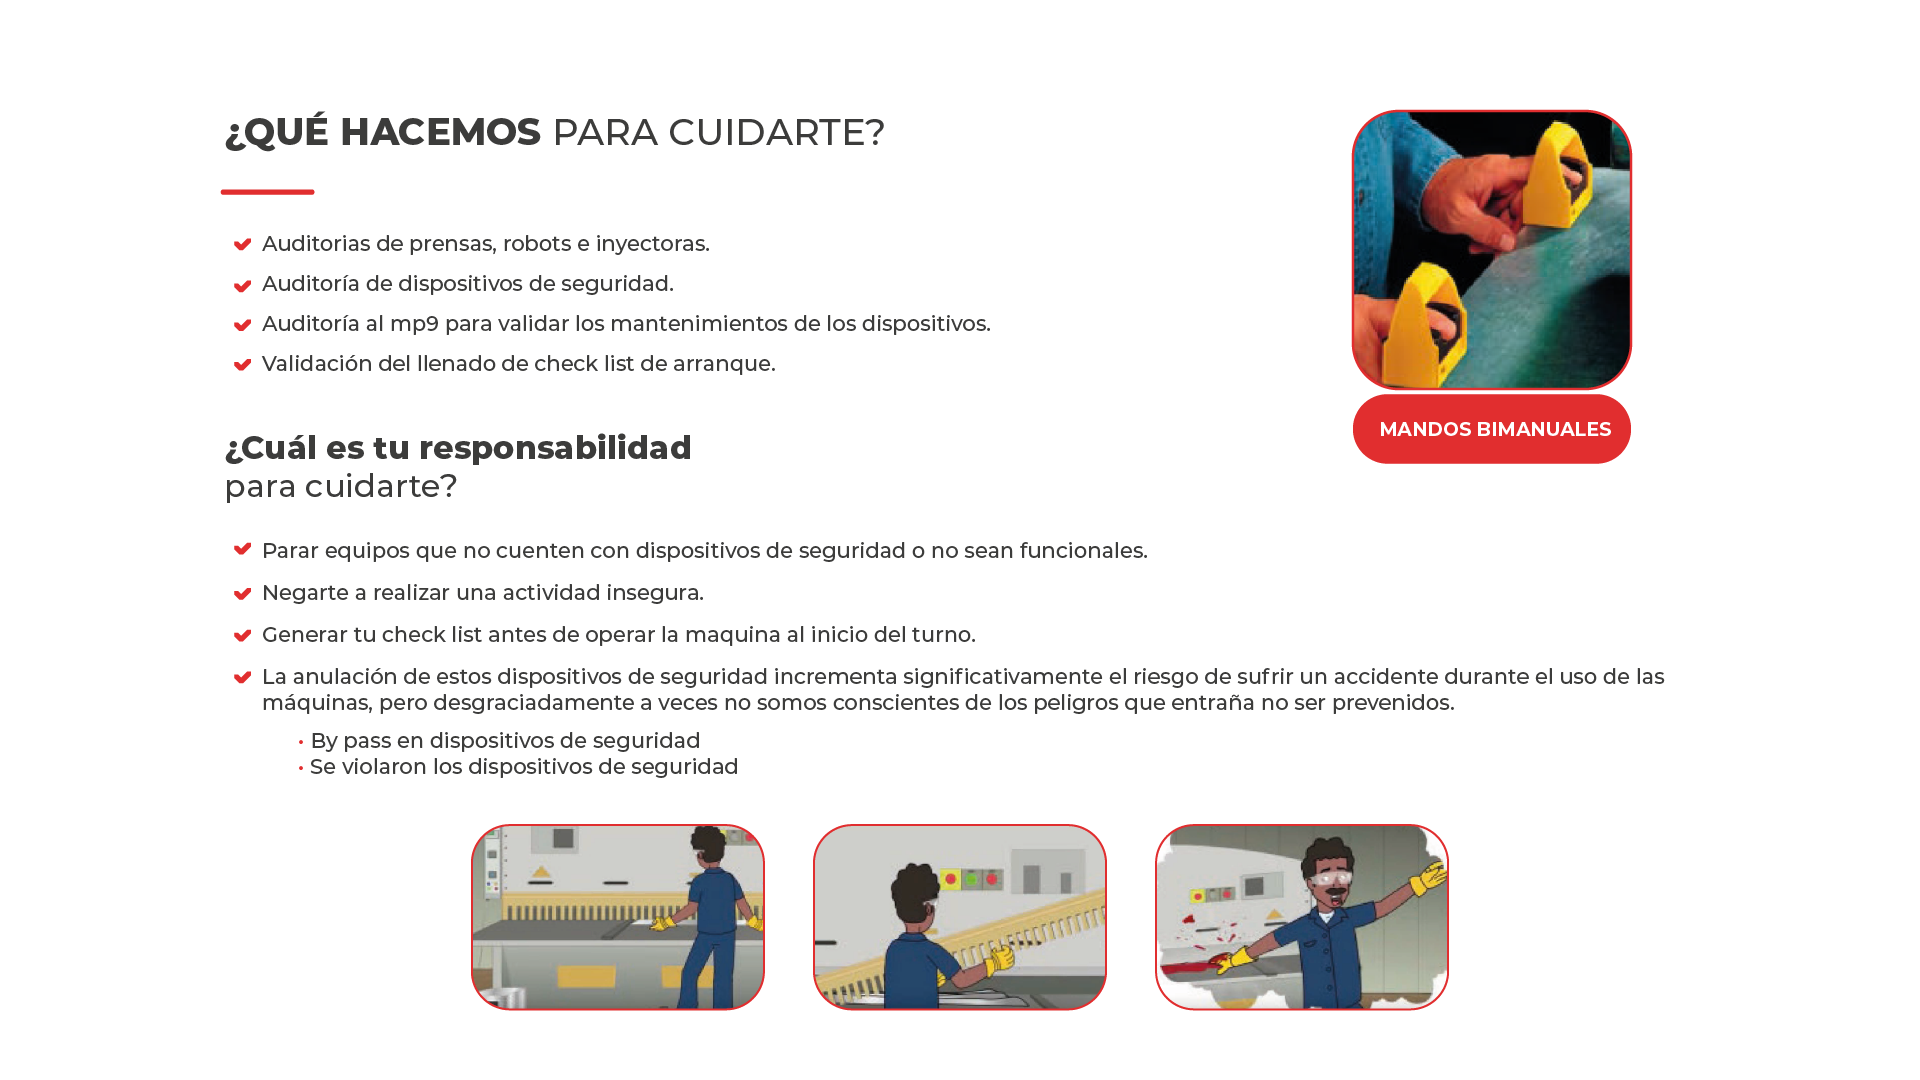 ¿QUÉ HACEMOS PARA CUIDARTE?
Auditorias de prensas, robots e inyectoras.
Auditoría de dispositivos de seguridad.
Auditoría al mp9 para validar los mantenimientos de los dispositivos.
Validación del llenado de check list de arranque.
MANDOS BIMANUALES
¿Cuál es tu responsabilidad
para cuidarte?
Parar equipos que no cuenten con dispositivos de seguridad o no sean funcionales.
Negarte a realizar una actividad insegura.
Generar tu check list antes de operar la maquina al inicio del turno.
La anulación de estos dispositivos de seguridad incrementa significativamente el riesgo de sufrir un accidente durante el uso de las
máquinas, pero desgraciadamente a veces no somos conscientes de los peligros que entraña no ser prevenidos.
• By pass en dispositivos de seguridad
• Se violaron los dispositivos de seguridad